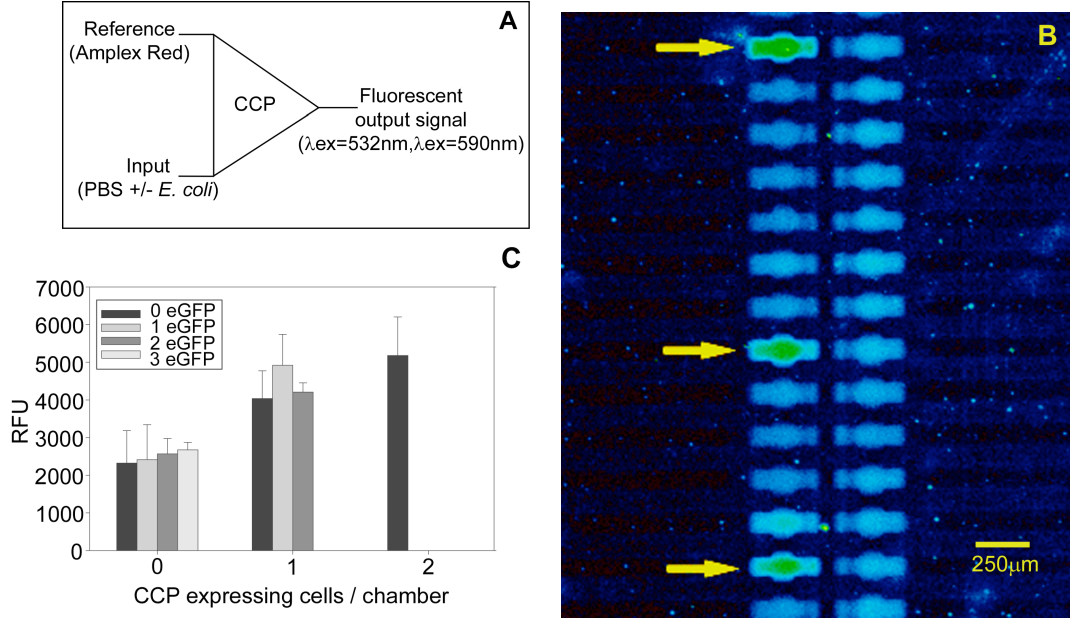 A
Reference
(Amplex Red)
CCP
Fluorescent
output signal
(λex=532nm,λex=590nm)
Input
(PBS +/- E. coli)
B
250μm
C
7000
6000
5000
4000
3000
2000
1000
0
RFU
0 eGFP
1 eGFP
2 eGFP
3 eGFP
0 1 2
CCP expressing cells / chamber